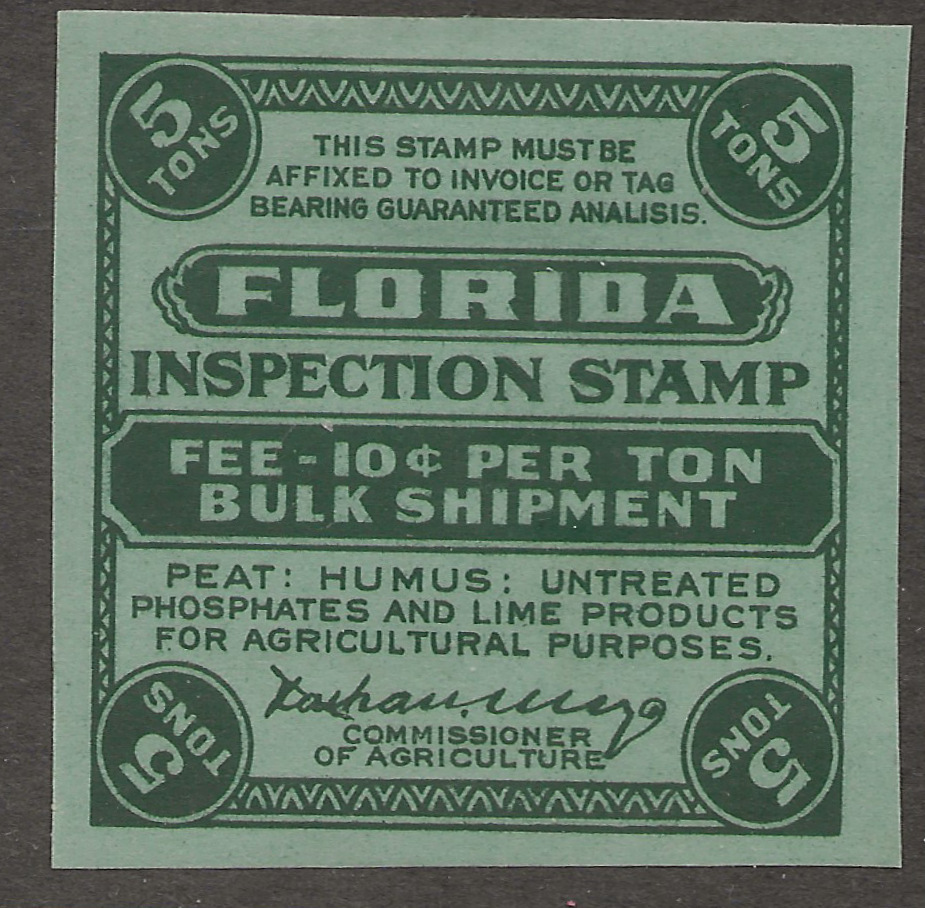 5 TONS
5 TONS
THIS STAMP MUST BE
AFFIXED TO INVOICE OR TAG
BEARING GUARANTEED ANALISIS.
FLORIDA
INSPECTION STAMP
FEE - 10¢ PER TON
BULK SHIPMENT
PEAT: HUMUS: UNTREATED
PHOSPHATES AND LIME PRODUCTS
FOR AGRICULTURAL PURPOSES.
Nathan Mayo
COMMISSIONER
OF AGRICULTURE
5 TONS
5 TONS